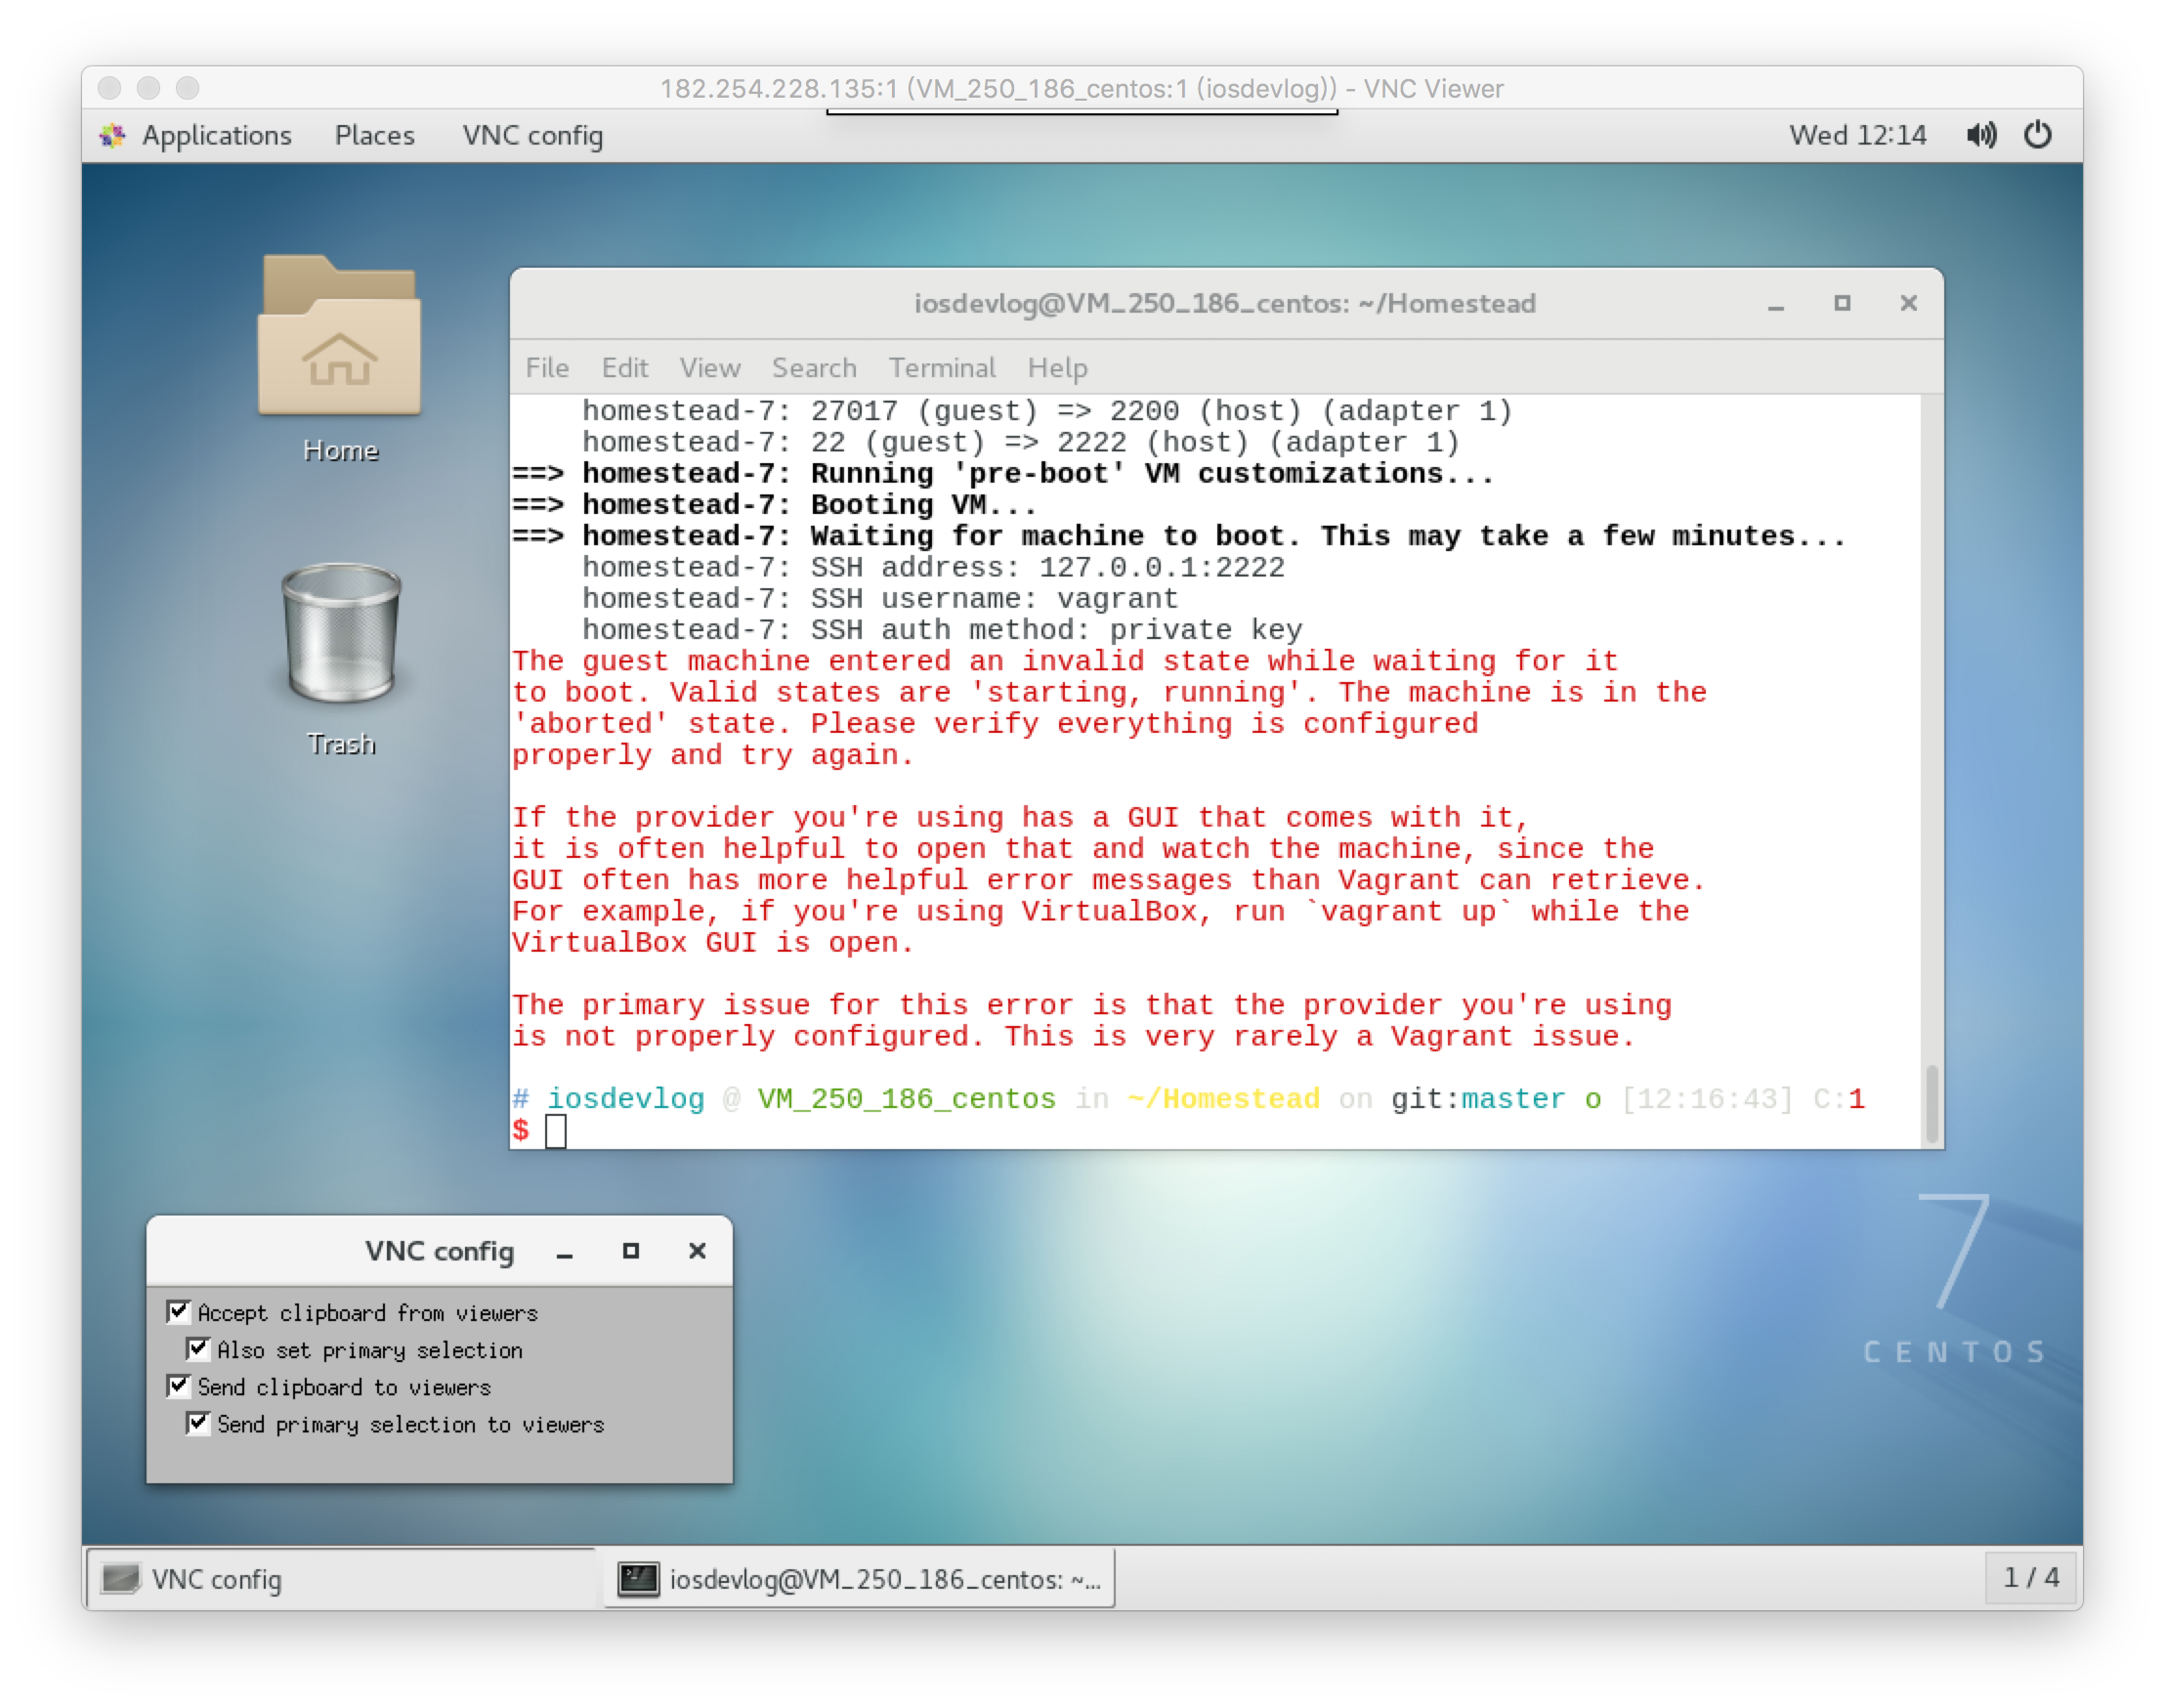 182.254.228.135:1 (VM_250_186_centos:1 (iosdevlog)) - VNC Viewer
Applications Places VNC config Wed 12:14
Home
Trash
iosdevlog@VM_250_186_centos: ~/Homestead
File Edit View Search Terminal Help
homestead-7: 27017 (guest) => 2200 (host) (adapter 1)
homestead-7: 22 (guest) => 2222 (host) (adapter 1)
==> homestead-7: Running 'pre-boot' VM customizations...
==> homestead-7: Booting VM...
==> homestead-7: Waiting for machine to boot. This may take a few minutes...
homestead-7: SSH address: 127.0.0.1:2222
homestead-7: SSH username: vagrant
homestead-7: SSH auth method: private key
The guest machine entered an invalid state while waiting for it
to boot. Valid states are 'starting, running'. The machine is in the
'aborted' state. Please verify everything is configured
properly and try again.
If the provider you're using has a GUI that comes with it,
it is often helpful to open that and watch the machine, since the
GUI often has more helpful error messages than Vagrant can retrieve.
For example, if you're using VirtualBox, run `vagrant up` while the
VirtualBox GUI is open.
The primary issue for this error is that the provider you're using
is not properly configured. This is very rarely a Vagrant issue.
# iosdevlog @ VM_250_186_centos in ~/Homestead on git:master o [12:16:43] C:1
$
7
CENTOS
VNC config
Accept clipboard from viewers
Also set primary selection
Send clipboard to viewers
Send primary selection to viewers
VNC config
iosdevlog@VM_250_186_centos: ~...
1 / 4